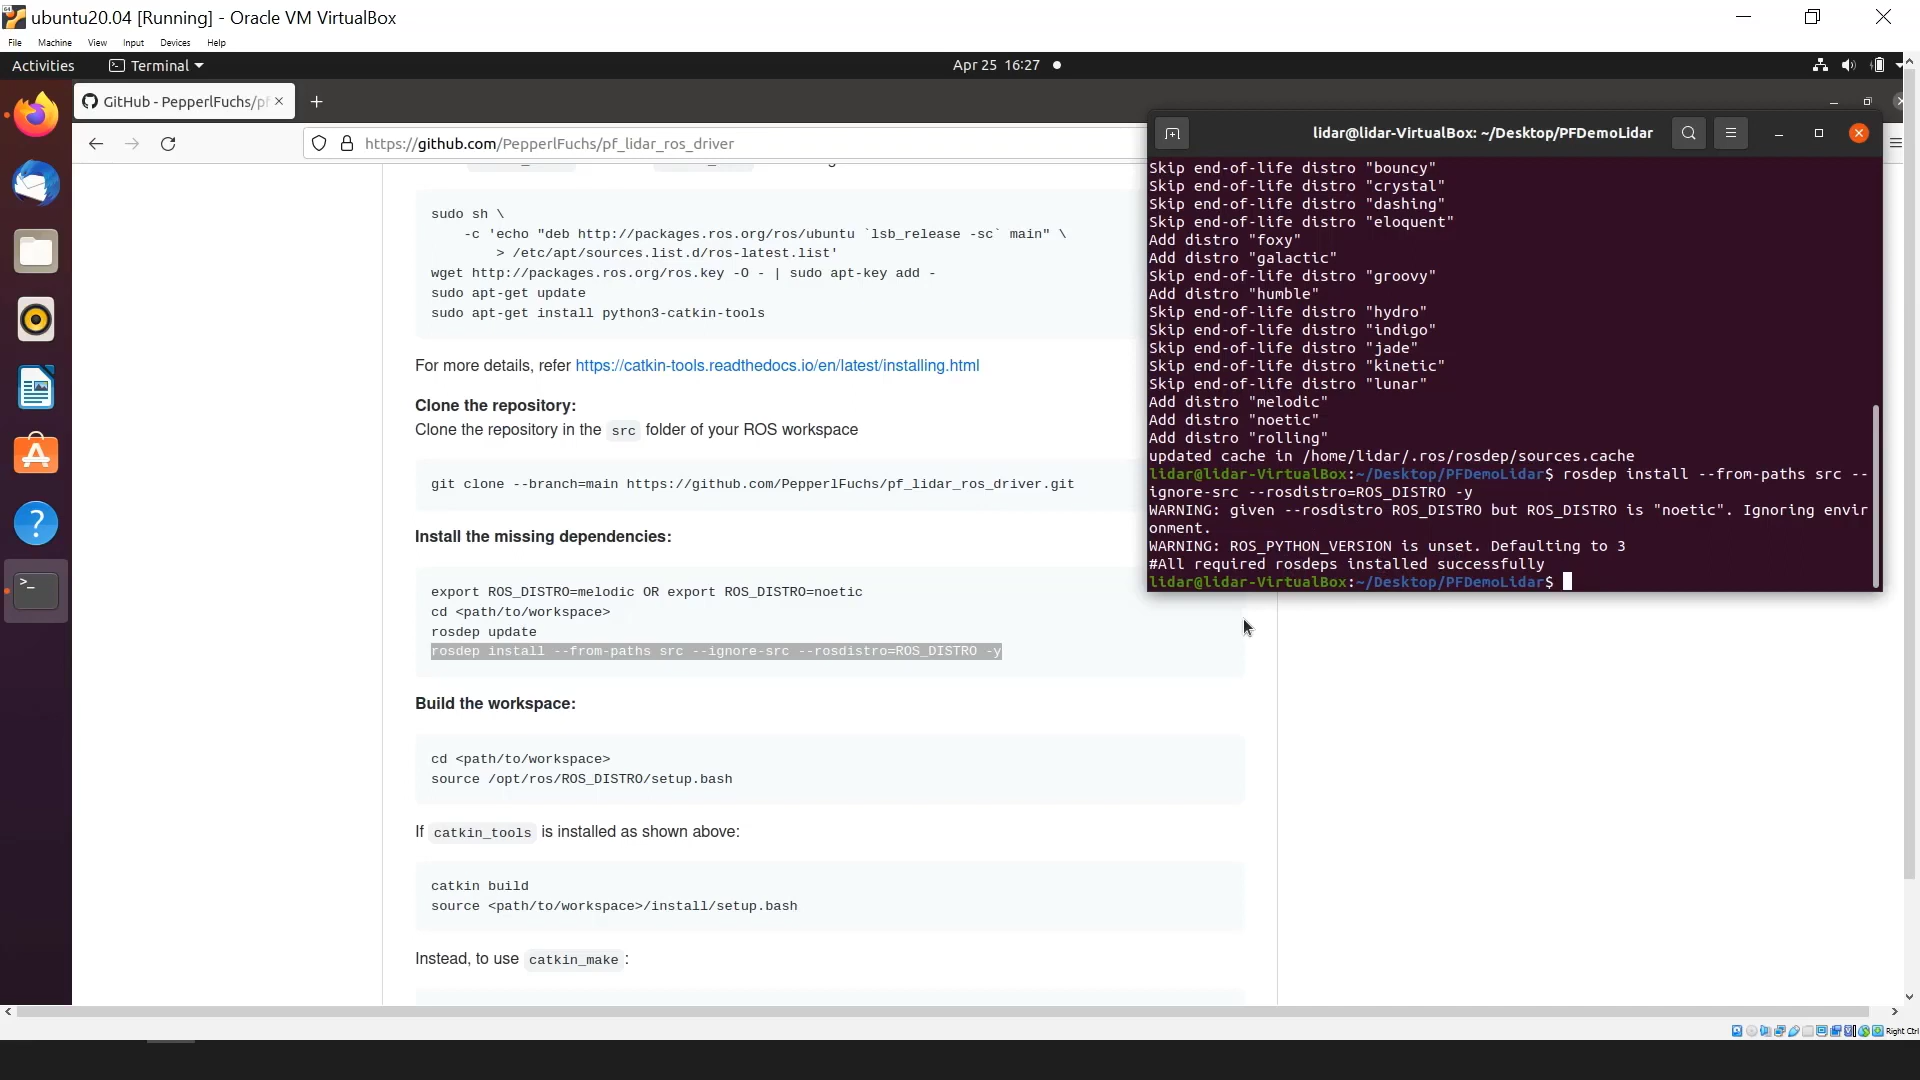 ubuntu20.04 [Running] - Oracle VM VirtualBox
File Machine View Input Devices Help
Activities Terminal Apr 25 16:27
GitHub - PepperlFuchs/pf
https://github.com/PepperlFuchs/pf_lidar_ros_driver
sudo sh \
-c 'echo "deb http://packages.ros.org/ros/ubuntu `lsb_release -sc` main" \
> /etc/apt/sources.list.d/ros-latest.list'
wget http://packages.ros.org/ros.key -O - | sudo apt-key add -
sudo apt-get update
sudo apt-get install python3-catkin-tools
For more details, refer https://catkin-tools.readthedocs.io/en/latest/installing.html
Clone the repository:
Clone the repository in the src folder of your ROS workspace
git clone --branch=main https://github.com/PepperlFuchs/pf_lidar_ros_driver.git
Install the missing dependencies:
export ROS_DISTRO=melodic OR export ROS_DISTRO=noetic
cd <path/to/workspace>
rosdep update
rosdep install --from-paths src --ignore-src --rosdistro=ROS_DISTRO -y
Build the workspace:
cd <path/to/workspace>
source /opt/ros/ROS_DISTRO/setup.bash
If catkin_tools is installed as shown above:
catkin build
source <path/to/workspace>/install/setup.bash
Instead, to use catkin_make :
lidar@lidar-VirtualBox: ~/Desktop/PFDemoLidar
Skip end-of-life distro "bouncy"
Skip end-of-life distro "crystal"
Skip end-of-life distro "dashing"
Skip end-of-life distro "eloquent"
Add distro "foxy"
Add distro "galactic"
Skip end-of-life distro "groovy"
Add distro "humble"
Skip end-of-life distro "hydro"
Skip end-of-life distro "indigo"
Skip end-of-life distro "jade"
Skip end-of-life distro "kinetic"
Skip end-of-life distro "lunar"
Add distro "melodic"
Add distro "noetic"
Add distro "rolling"
updated cache in /home/lidar/.ros/rosdep/sources.cache
lidar@lidar-VirtualBox:~/Desktop/PFDemoLidar$ rosdep install --from-paths src --
ignore-src --rosdistro=ROS_DISTRO -y
WARNING: given --rosdistro ROS_DISTRO but ROS_DISTRO is "noetic". Ignoring envir
onment.
WARNING: ROS_PYTHON_VERSION is unset. Defaulting to 3
#All required rosdeps installed successfully
lidar@lidar-VirtualBox:~/Desktop/PFDemoLidar$
Right Ctrl